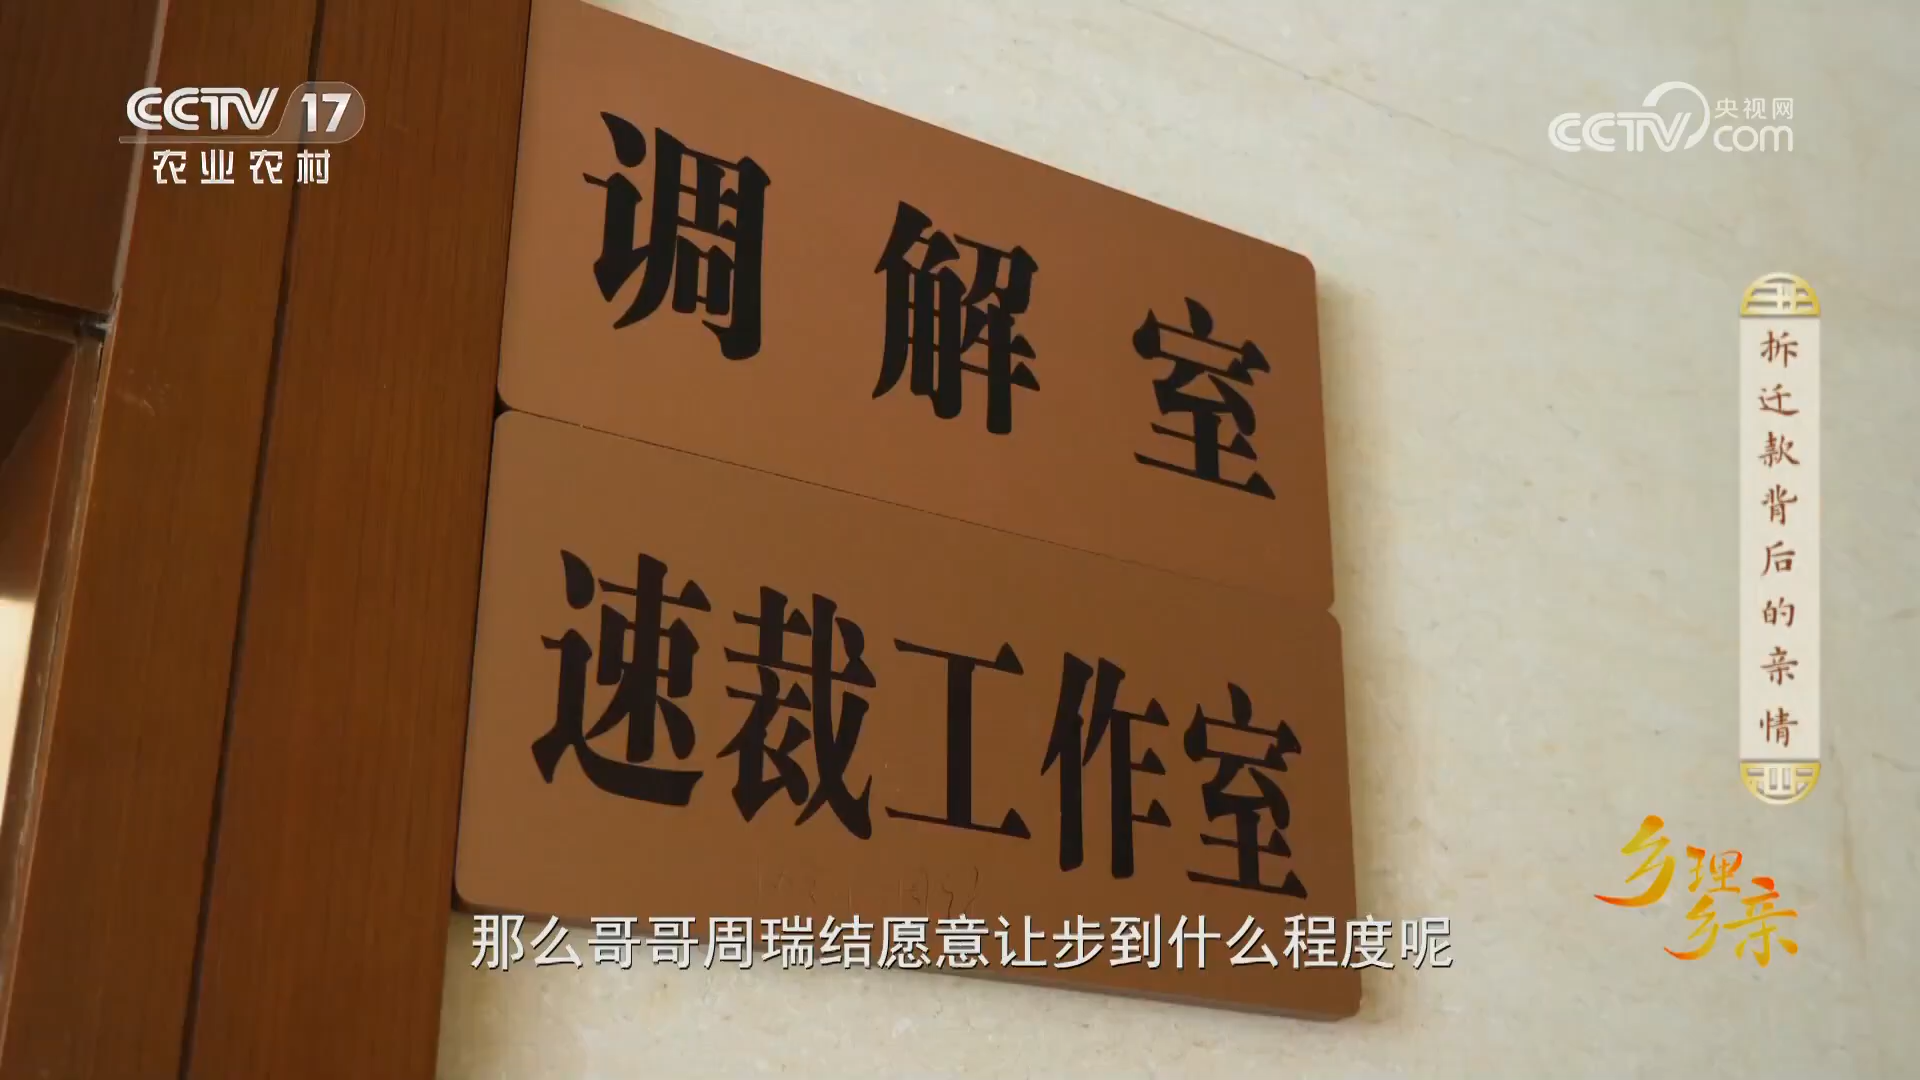 CCTV 17
农业农村
央视网
CCTV.com
调解室
速裁工作室
拆迁款背后的亲情
乡理
乡亲
那么哥哥周瑞结愿意让步到什么程度呢